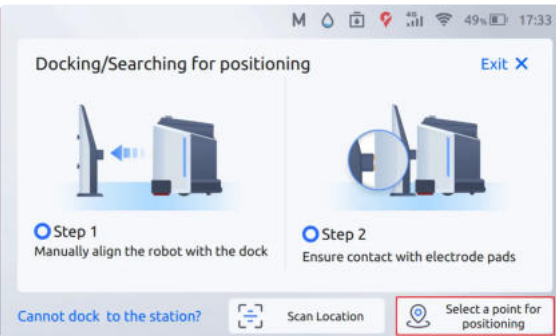 M 4G 49% 17:33
Docking/Searching for positioning
Exit X
Step 1
Manually align the robot with the dock
Step 2
Ensure contact with electrode pads
Cannot dock to the station?
Scan Location
Select a point for
positioning